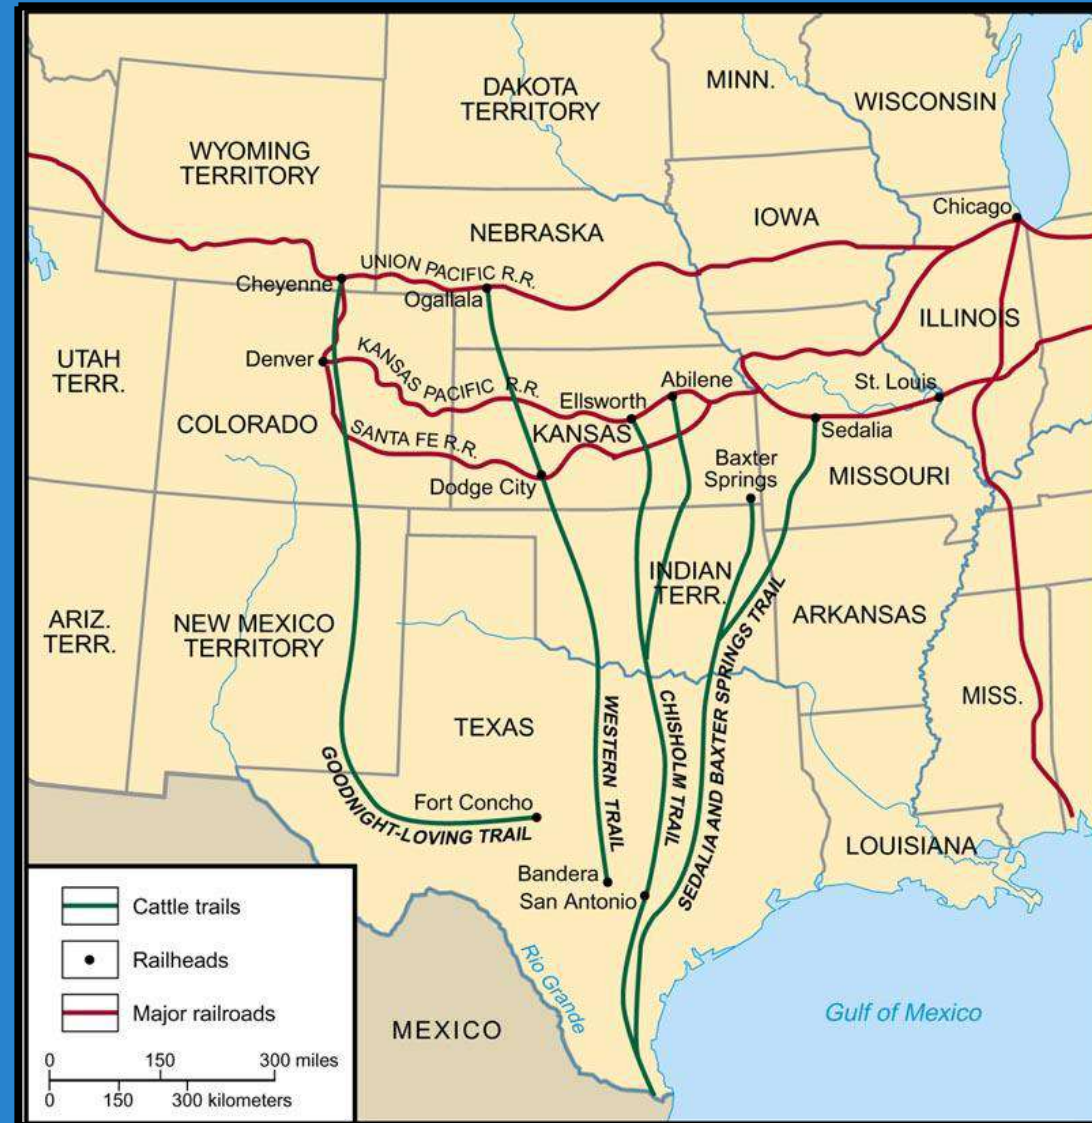 DAKOTA
TERRITORY
MINN.
WISCONSIN
WYOMING
TERRITORY
Chicago
IOWA
NEBRASKA
UNION PACIFIC R.R.
Cheyenne
Ogallala
ILLINOIS
UTAH
TERR.
Denver
KANSAS PACIFIC R.R.
Abilene
St. Louis
Ellsworth
COLORADO
SANTA FE R.R.
KANSAS
Sedalia
Baxter
Springs
MISSOURI
Dodge City
INDIAN
TERR.
ARIZ.
TERR.
NEW MEXICO
TERRITORY
ARKANSAS
MISS.
TEXAS
WESTERN TRAIL
CHISHOLM TRAIL
SEDALIA AND BAXTER SPRINGS TRAIL
GOODNIGHT-LOVING TRAIL
Fort Concho
LOUISIANA
Bandera
San Antonio
Rio Grande
MEXICO
Gulf of Mexico
Cattle trails
Railheads
Major railroads
0 150 300 miles
0 150 300 kilometers